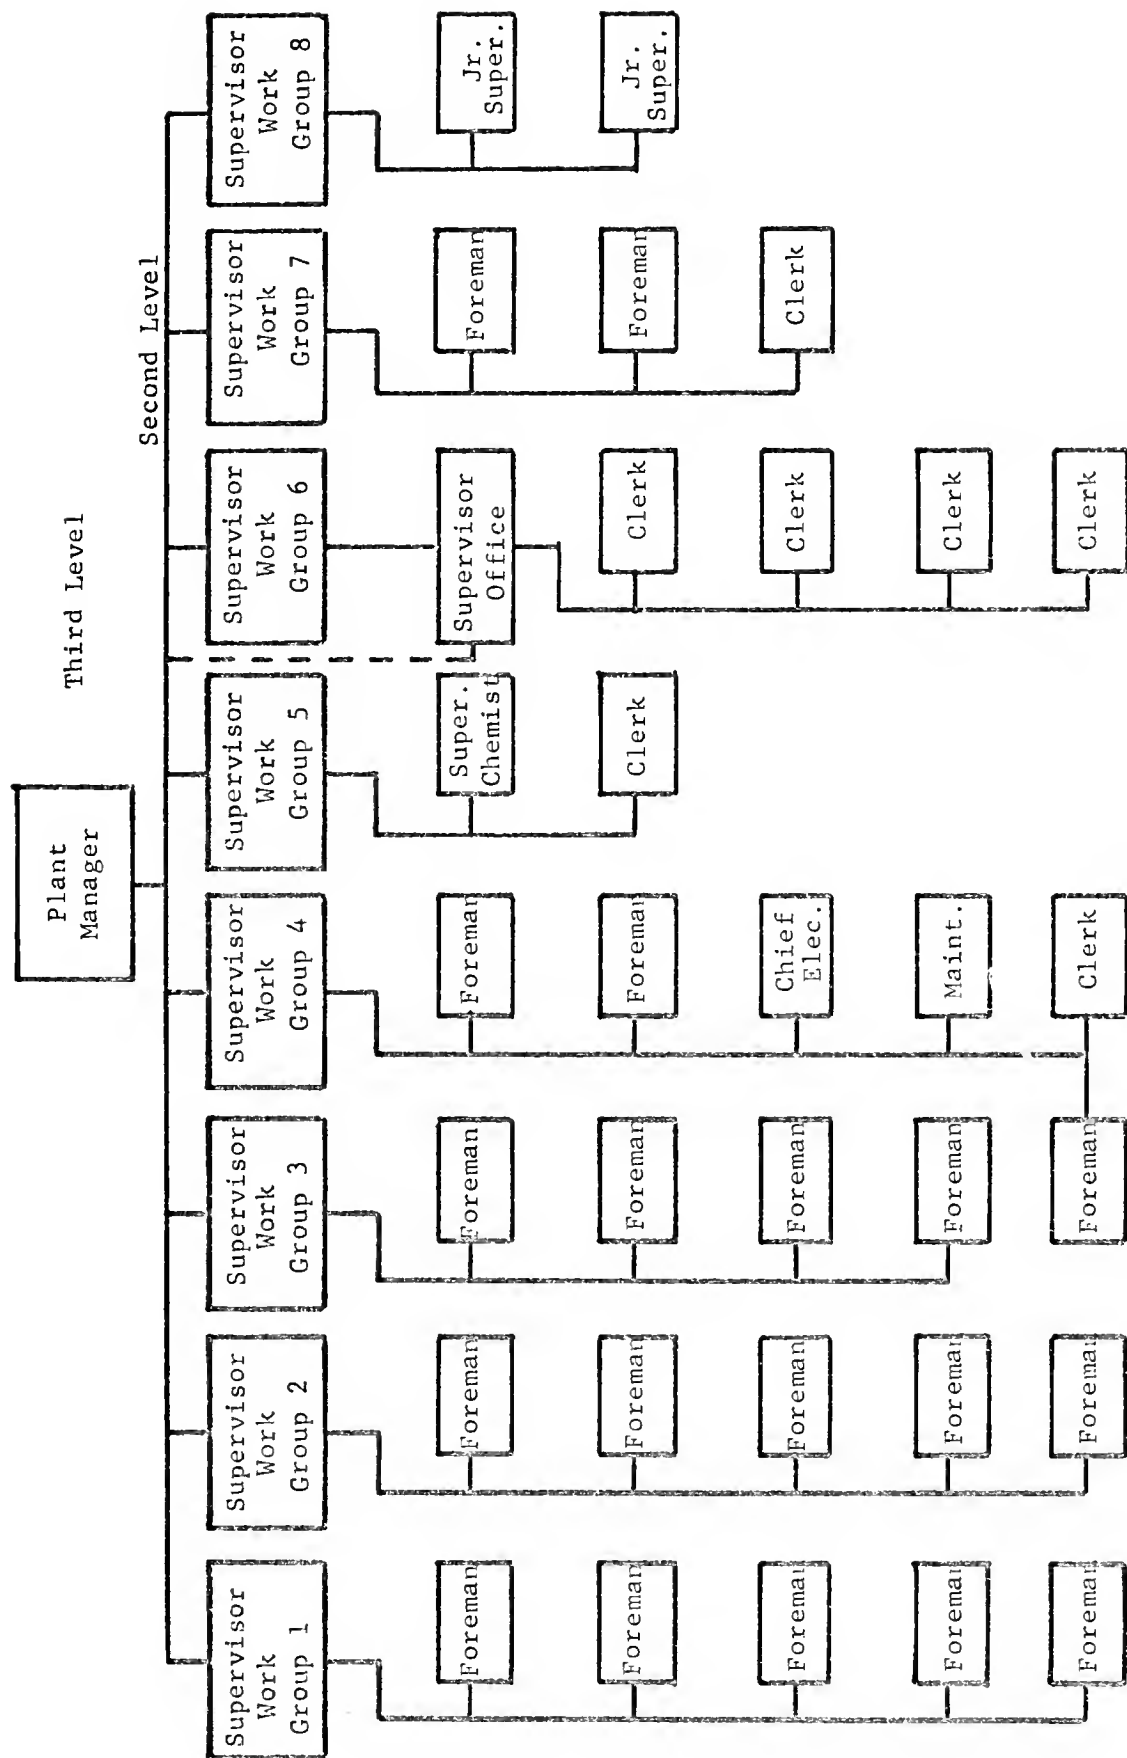 Third Level
Plant
Manager
Second Level
Supervisor
Work
Group 1
Supervisor
Work
Group 2
Supervisor
Work
Group 3
Supervisor
Work
Group 4
Supervisor
Work
Group 5
Supervisor
Work
Group 6
Supervisor
Work
Group 7
Supervisor
Work
Group 8
Foreman
Foreman
Foreman
Foreman
Super.
Chemist
Supervisor
Office
Foreman
Jr.
Super.
Foreman
Foreman
Foreman
Foreman
Clerk
Clerk
Foreman
Jr.
Super.
Foreman
Foreman
Foreman
Chief
Elec.
Clerk
Clerk
Foreman
Foreman
Foreman
Maint.
Clerk
Foreman
Foreman
Foreman
Clerk
Clerk